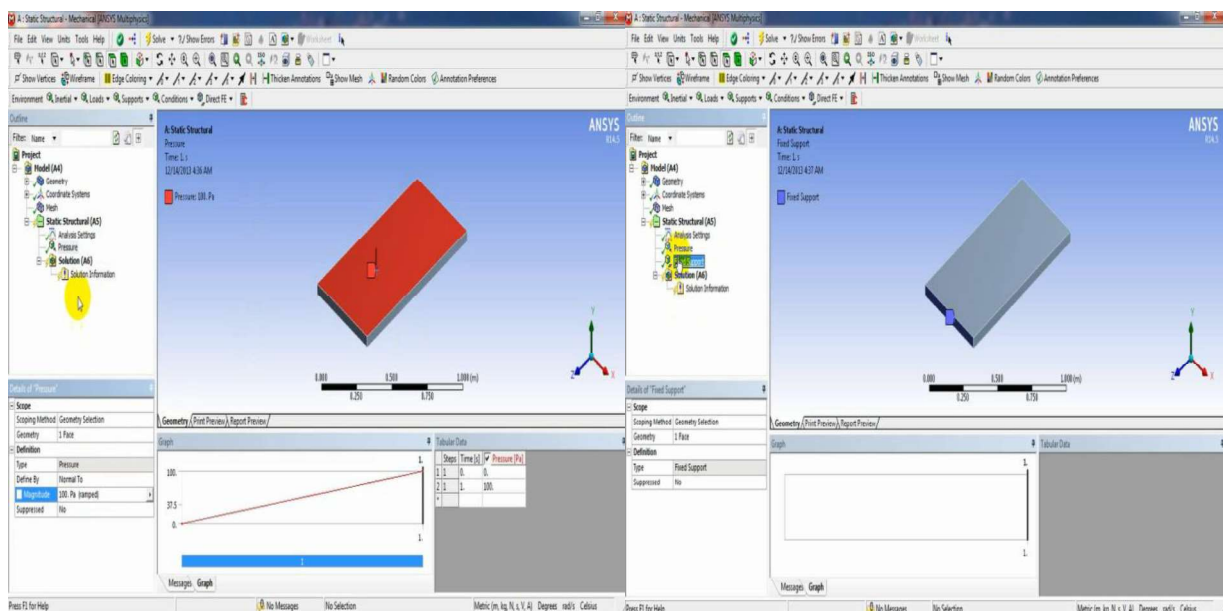 A : Static Structural - Mechanical [ANSYS Multiphysics]
File Edit View Units Tools Help Solve ?/ Show Errors Worksheet
Show Vertices Wireframe Edge Coloring Thicken Annotations Show Mesh Random Colors Annotation Preferences
Environment Inertial Loads Supports Conditions Direct FE
Outline
Filter: Name
Project
Model (A4)
Geometry
Coordinate Systems
Mesh
Static Structural (A5)
Analysis Settings
Pressure
Solution (A6)
Solution Information
A: Static Structural
Pressure
Time: 1. s
12/14/2013 4:36 AM
Pressure: 100. Pa
ANSYS
R14.5
Y
Z
X
0.000 0.500 1.000 (m)
0.250 0.750
Geometry Print Preview Report Preview
Details of "Pressure"
Scope
Scoping Method Geometry Selection
Geometry 1 Face
Definition
Type Pressure
Define By Normal To
Magnitude 100. Pa (ramped)
Suppressed No
Graph
1.
100.
37.5
0.
1.
1
Messages Graph
Tabular Data
Steps Time [s] Pressure [Pa]
1 1 0. 0.
2 1 1. 100.
*
Press F1 for Help No Messages No Selection Metric (m, kg, N, s, V, A) Degrees rad/s Celsius
A : Static Structural - Mechanical [ANSYS Multiphysics]
File Edit View Units Tools Help Solve ?/ Show Errors Worksheet
Show Vertices Wireframe Edge Coloring Thicken Annotations Show Mesh Random Colors Annotation Preferences
Environment Inertial Loads Supports Conditions Direct FE
Outline
Filter: Name
Project
Model (A4)
Geometry
Coordinate Systems
Mesh
Static Structural (A5)
Analysis Settings
Pressure
Solution (A6)
Solution Information
A: Static Structural
Fixed Support
Time: 1. s
12/14/2013 4:37 AM
Fixed Support
ANSYS
R14.5
Y
Z
X
0.000 0.500 1.000 (m)
0.250 0.750
Geometry Print Preview Report Preview
Details of "Fixed Support"
Scope
Scoping Method Geometry Selection
Geometry 1 Face
Definition
Type Fixed Support
Suppressed No
Graph
1.
1.
Messages Graph
Tabular Data
Press F1 for Help No Messages No Selection Metric (m, kg, N, s, V, A) Degrees rad/s Celsius